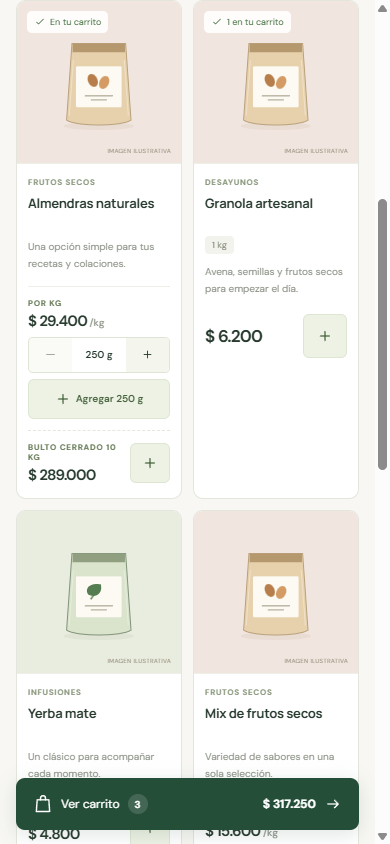 En tu carrito
IMAGEN ILUSTRATIVA
FRUTOS SECOS
Almendras naturales
Una opción simple para tus
recetas y colaciones.
POR KG
$ 29.400 /kg
— 250 g +
+ Agregar 250 g
BULTO CERRADO 10
KG
$ 289.000
+
1 en tu carrito
IMAGEN ILUSTRATIVA
DESAYUNOS
Granola artesanal
1 kg
Avena, semillas y frutos secos
para empezar el día.
$ 6.200
+
IMAGEN ILUSTRATIVA
INFUSIONES
Yerba mate
Un clásico para acompañar
cada momento.
$ 4.800
IMAGEN ILUSTRATIVA
FRUTOS SECOS
Mix de frutos secos
Variedad de sabores en una
sola selección.
$ 15.600 /kg
Ver carrito 3 $ 317.250 →